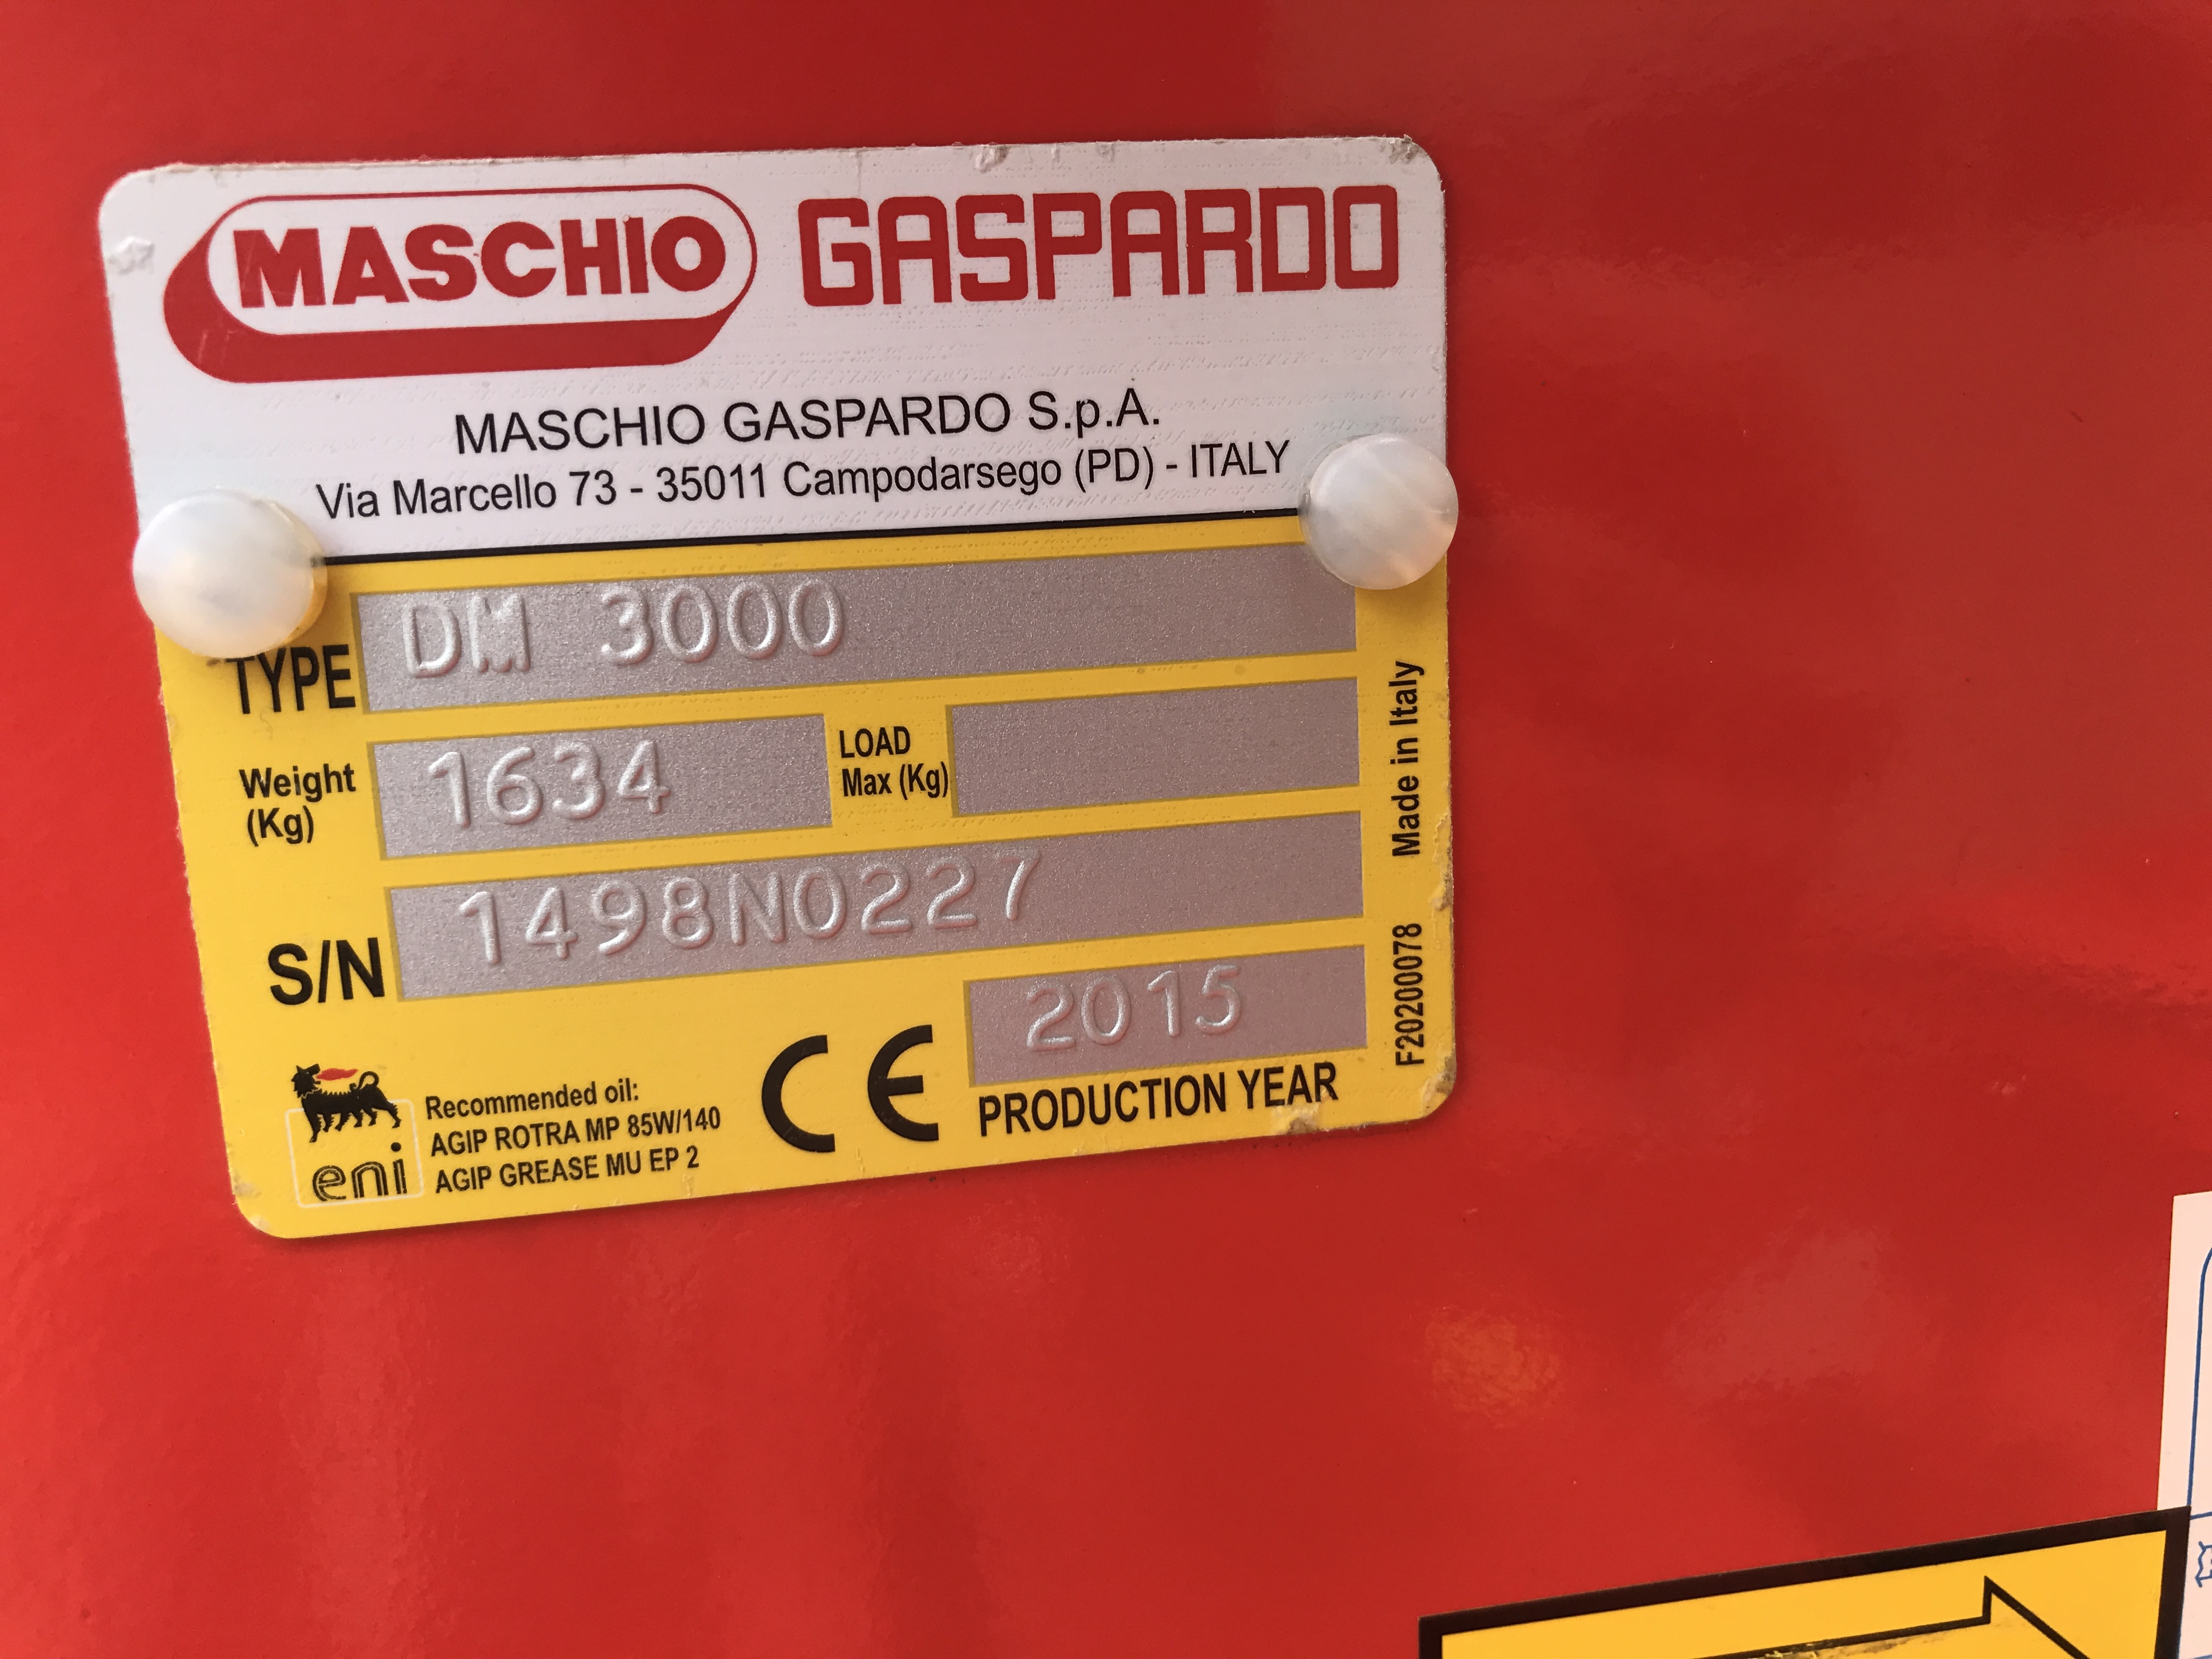 MASCHIO GASPARDO
MASCHIO GASPARDO S.p.A.
Via Marcello 73 - 35011 Campodarsego (PD) - ITALY
TYPE DM 3000
Weight (Kg) 1634 LOAD Max (Kg)
S/N 1498N0227
2015
PRODUCTION YEAR
CE
eni
Recommended oil:
AGIP ROTRA MP 85W/140
AGIP GREASE MU EP 2
Made in Italy
F20200078